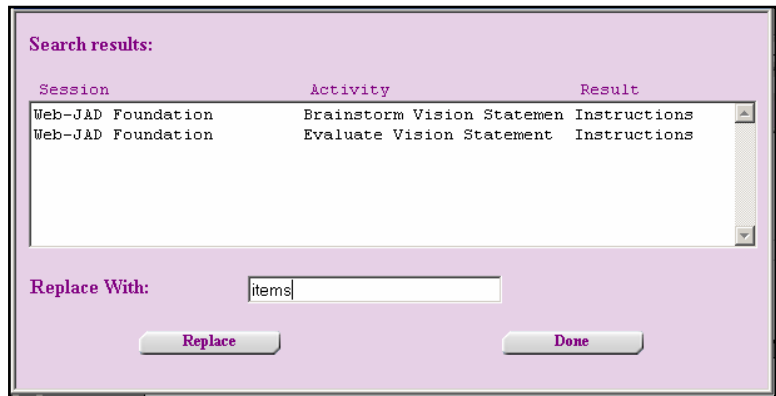 Search results:
Session Activity Result
Web-JAD Foundation Brainstorm Vision Statemen Instructions
Web-JAD Foundation Evaluate Vision Statement Instructions
Replace With: items
Replace Done